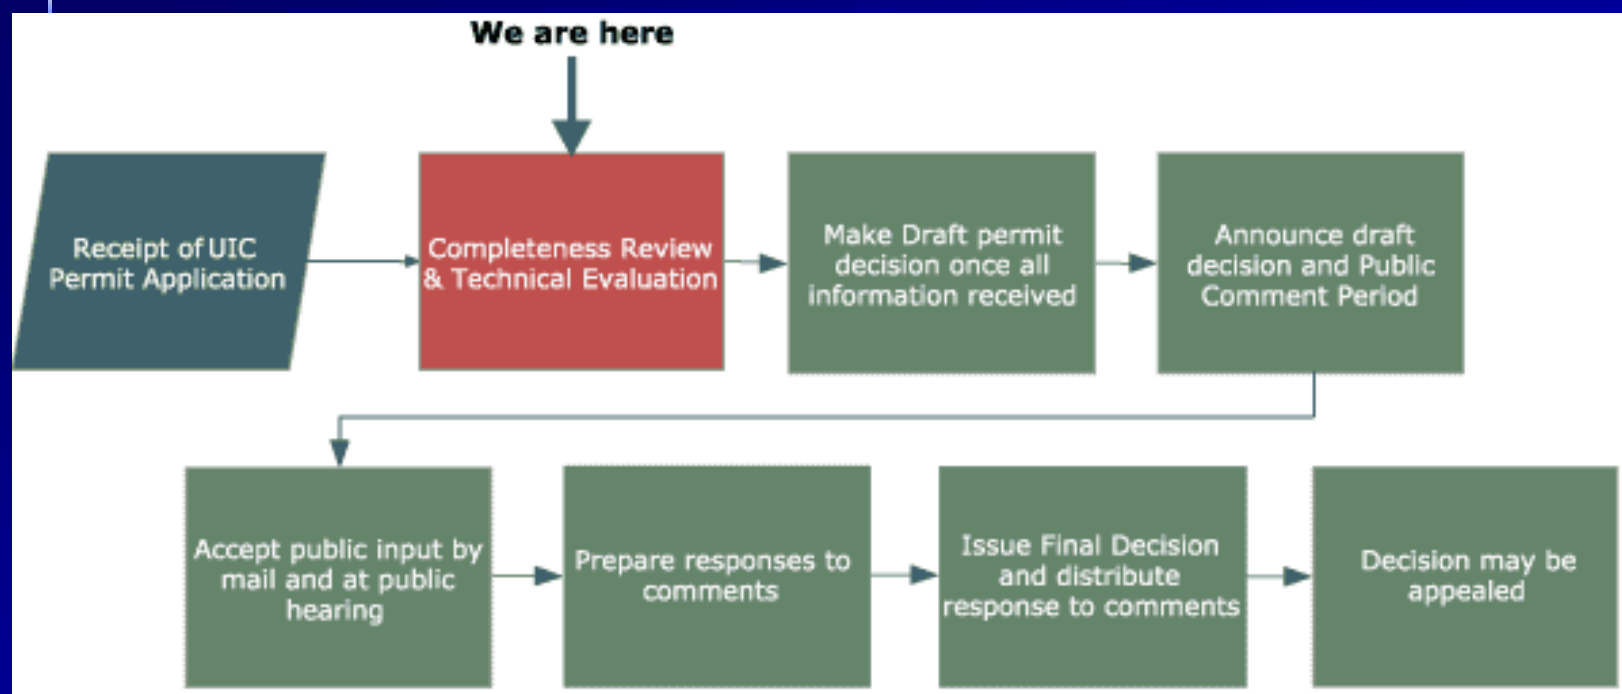 We are here
Receipt of UIC
Permit Application
Completeness Review
& Technical Evaluation
Make Draft permit
decision once all
information received
Announce draft
decision and Public
Comment Period
Accept public input by
mail and at public
hearing
Prepare responses to
comments
Issue Final Decision
and distribute
response to comments
Decision may be
appealed